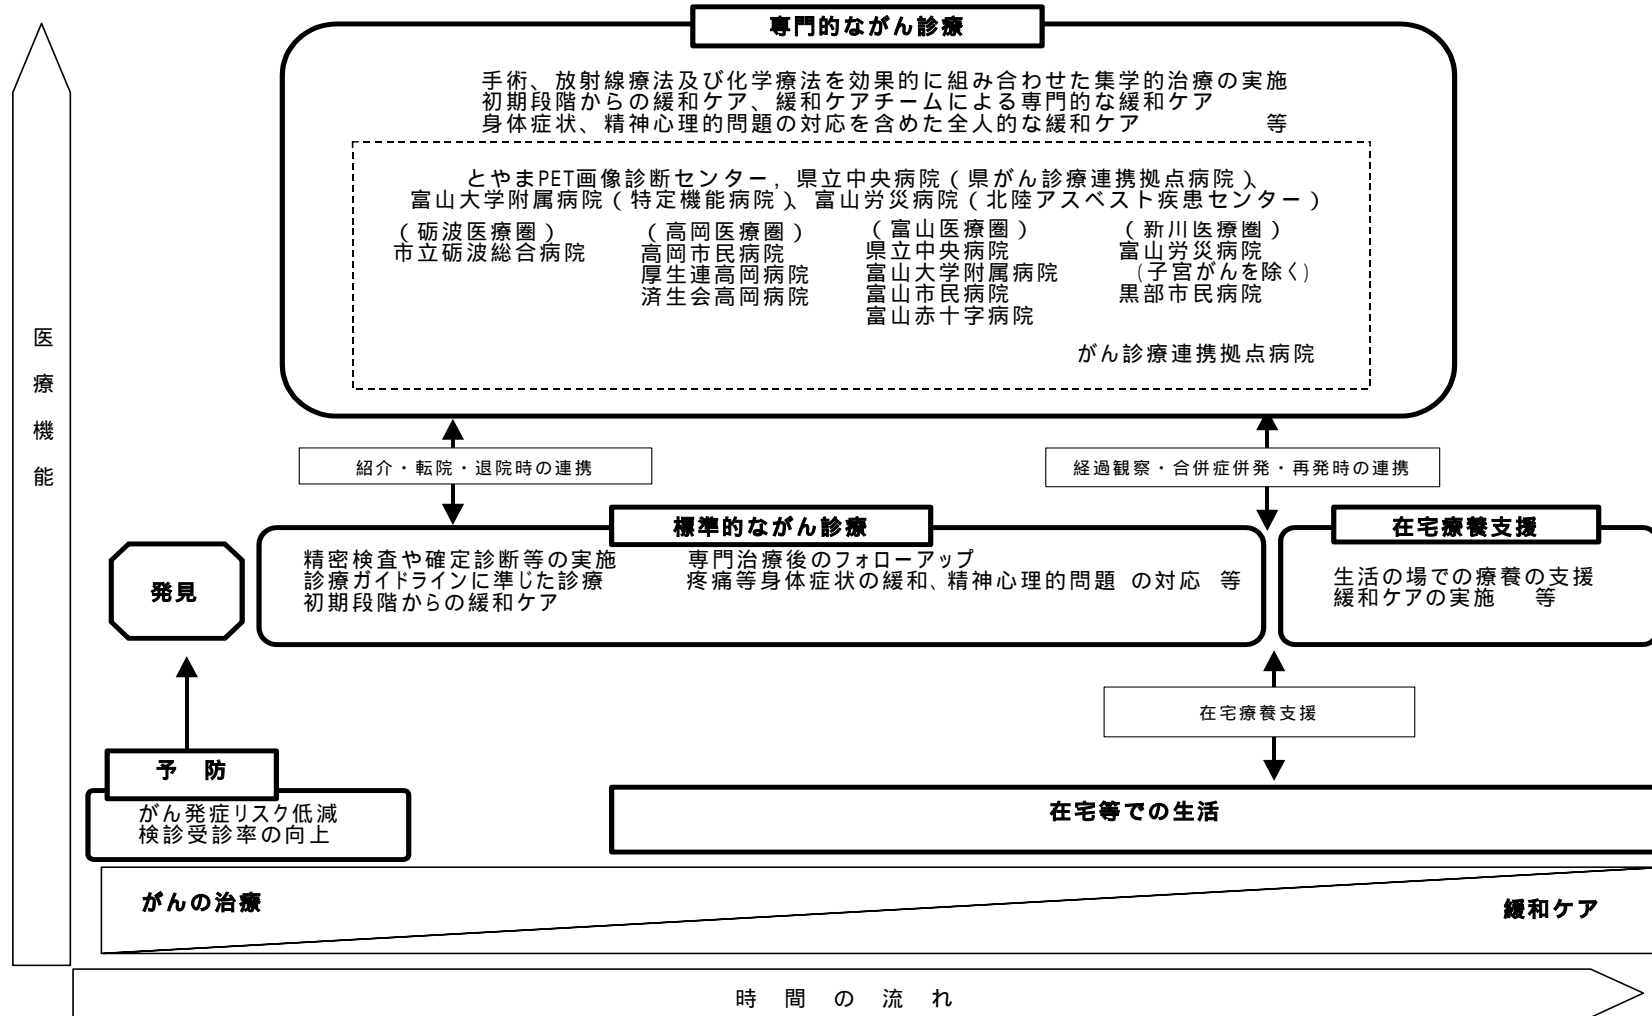 専門的ながん診療
手術、放射線療法及び化学療法を効果的に組み合わせた集学的治療の実施
初期段階からの緩和ケア、緩和ケアチームによる専門的な緩和ケア
身体症状、精神心理的問題の対応を含めた全人的な緩和ケア 等
とやまPET画像診断センター, 県立中央病院(県がん診療連携拠点病院)、
富山大学附属病院(特定機能病院)、富山労災病院(北陸アスベスト疾患センター)
(砺波医療圏)
市立砺波総合病院
(高岡医療圏)
高岡市民病院
厚生連高岡病院
済生会高岡病院
(富山医療圏)
県立中央病院
富山大学附属病院
富山市民病院
富山赤十字病院
(新川医療圏)
富山労災病院
(子宮がんを除く)
黒部市民病院
がん診療連携拠点病院
医療機能
紹介・転院・退院時の連携
経過観察・合併症併発・再発時の連携
発見
標準的ながん診療
精密検査や確定診断等の実施
診療ガイドラインに準じた診療
初期段階からの緩和ケア
専門治療後のフォローアップ
疼痛等身体症状の緩和、精神心理的問題 の対応 等
在宅療養支援
生活の場での療養の支援
緩和ケアの実施 等
在宅療養支援
予 防
がん発症リスク低減
検診受診率の向上
在宅等での生活
がんの治療
緩和ケア
時 間 の 流 れ